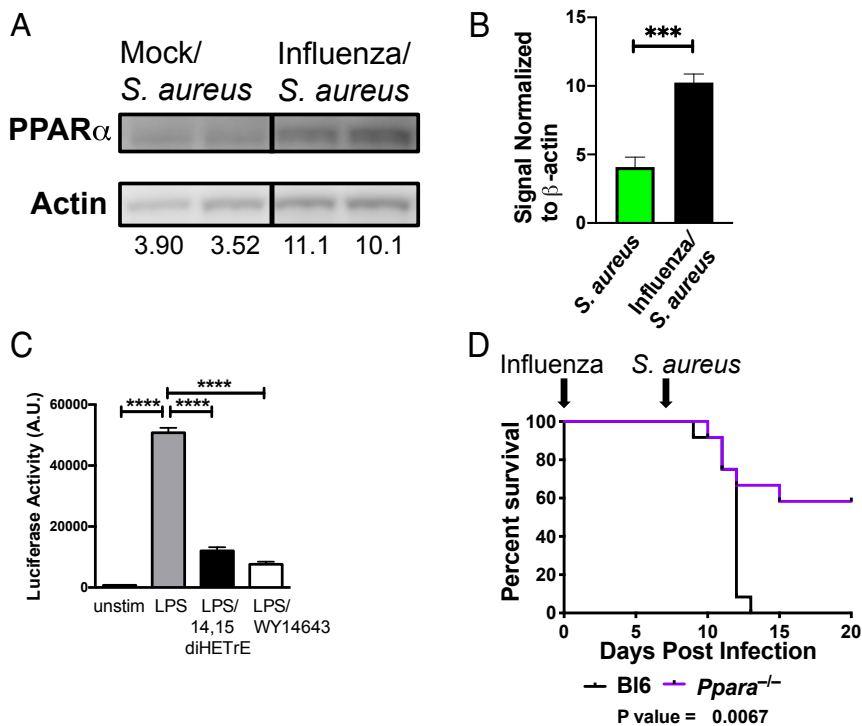 A
Mock/
S. aureus
Influenza/
S. aureus
PPARα
Actin
3.90 3.52 11.1 10.1
B
Signal Normalized
to β-actin
15
10
5
0
***
S. aureus
Influenza/
S. aureus
C
Luciferase Activity (A.U.)
60000
40000
20000
0
****
**** ****
unstim
LPS
LPS/
14,15
diHETrE
LPS/
WY14643
D
Influenza
S. aureus
Percent survival
100
80
60
40
20
0
0 5 10 15 20
Days Post Infection
Bl6
Ppara–/–
P value = 0.0067